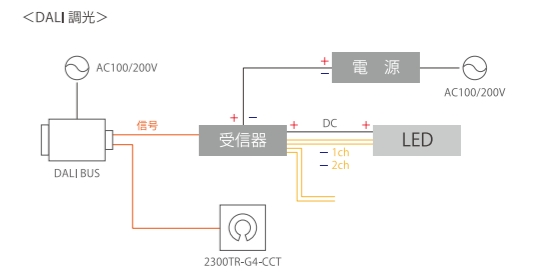 ＜DALI 調光＞
AC100/200V
+
−
電 源
AC100/200V
信号
+ −
受信器
+
DC
+
LED
− 1ch
− 2ch
DALI BUS
2300TR-G4-CCT